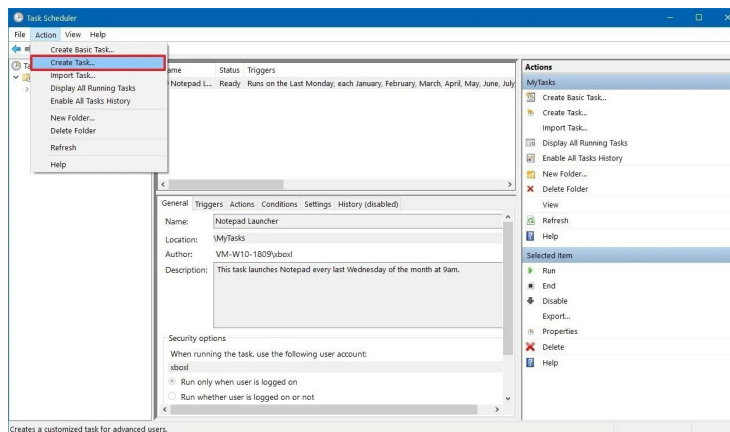 Task Scheduler
File Action View Help
Create Basic Task...
Create Task...
Import Task...
Display All Running Tasks
Enable All Tasks History
New Folder...
Delete Folder
Refresh
Help
Ta
ame Status Triggers
Notepad L... Ready Runs on the Last Monday, each January, February, March, April, May, June, July
General Triggers Actions Conditions Settings History (disabled)
Name: Notepad Launcher
Location: \MyTasks
Author: VM-W10-1809\xboxl
Description: This task launches Notepad every last Wednesday of the month at 9am.
Security options
When running the task, use the following user account:
xboxl
Run only when user is logged on
Run whether user is logged on or not
Actions
MyTasks
Create Basic Task...
Create Task...
Import Task...
Display All Running Tasks
Enable All Tasks History
New Folder...
Delete Folder
View
Refresh
Help
Selected Item
Run
End
Disable
Export...
Properties
Delete
Help
Creates a customized task for advanced users.